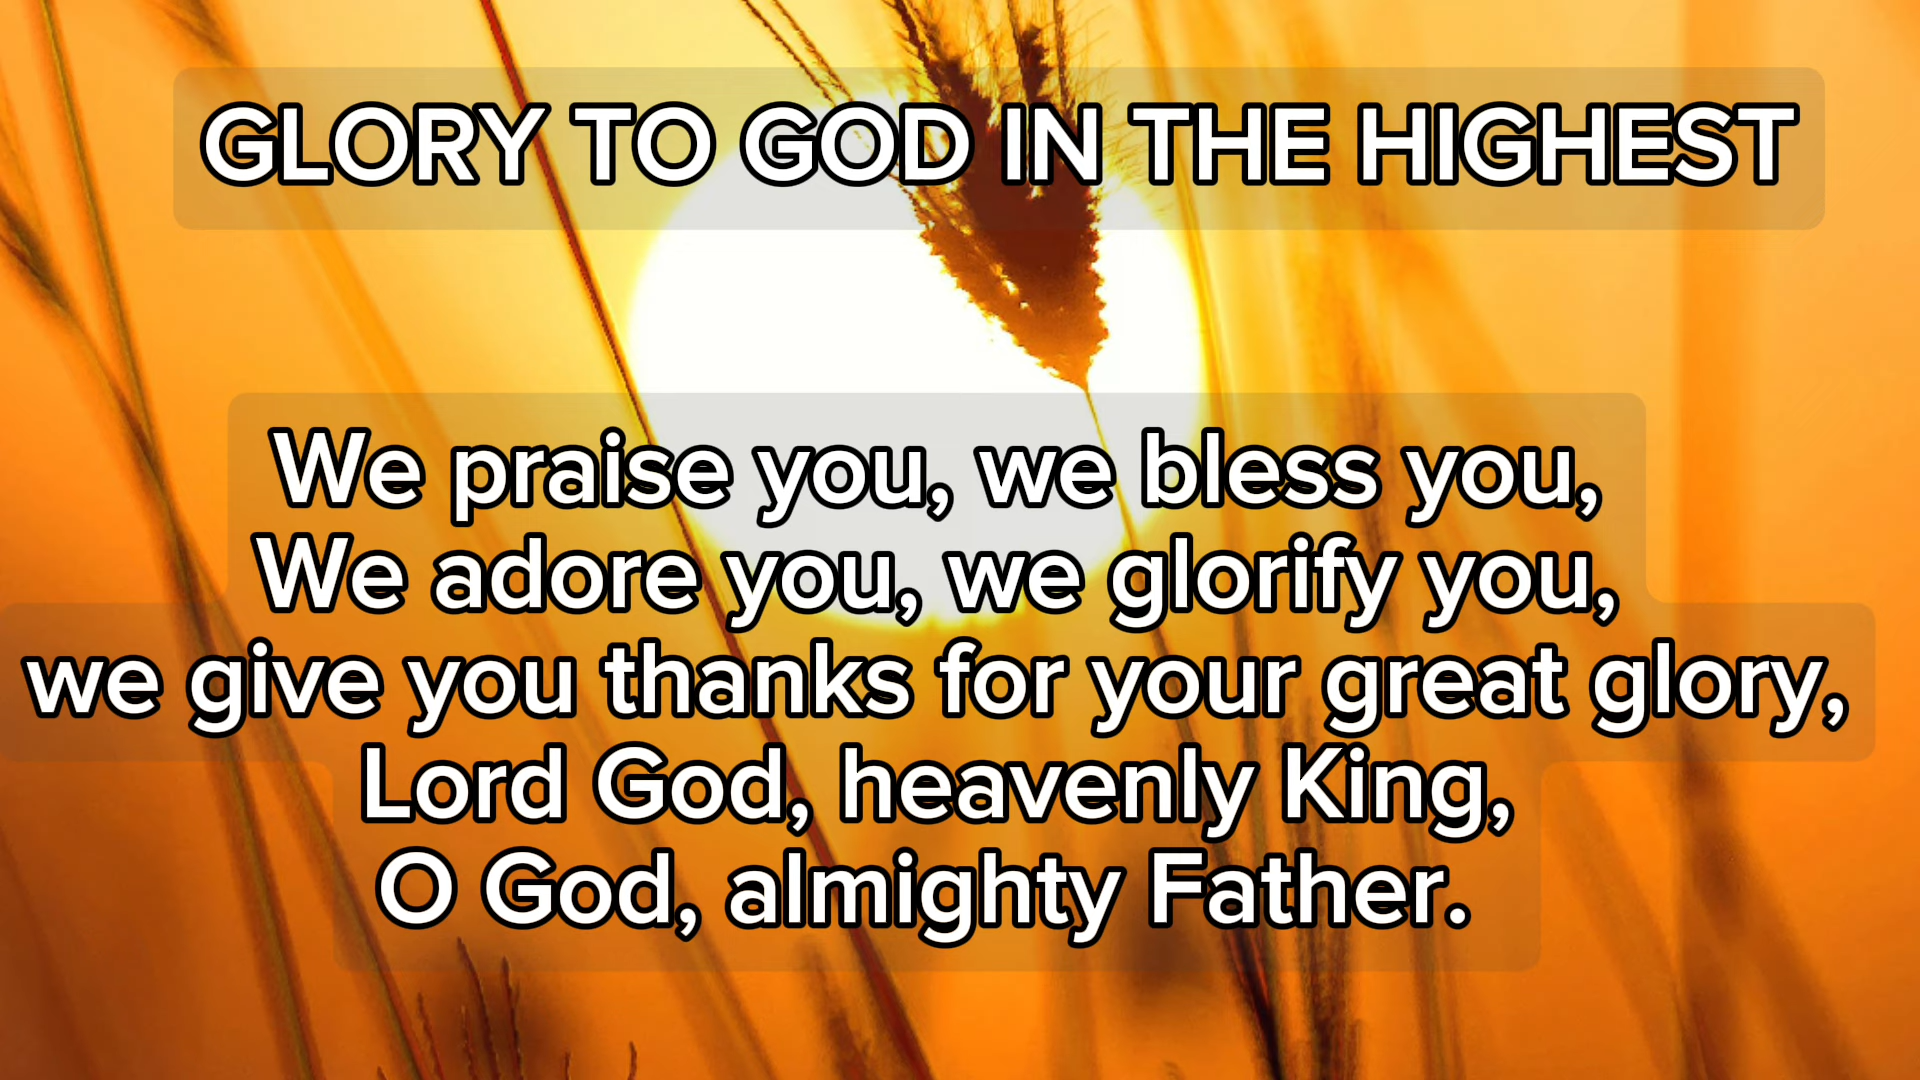 GLORY TO GOD IN THE HIGHEST
We praise you, we bless you,
We adore you, we glorify you,
we give you thanks for your great glory,
Lord God, heavenly King,
O God, almighty Father.